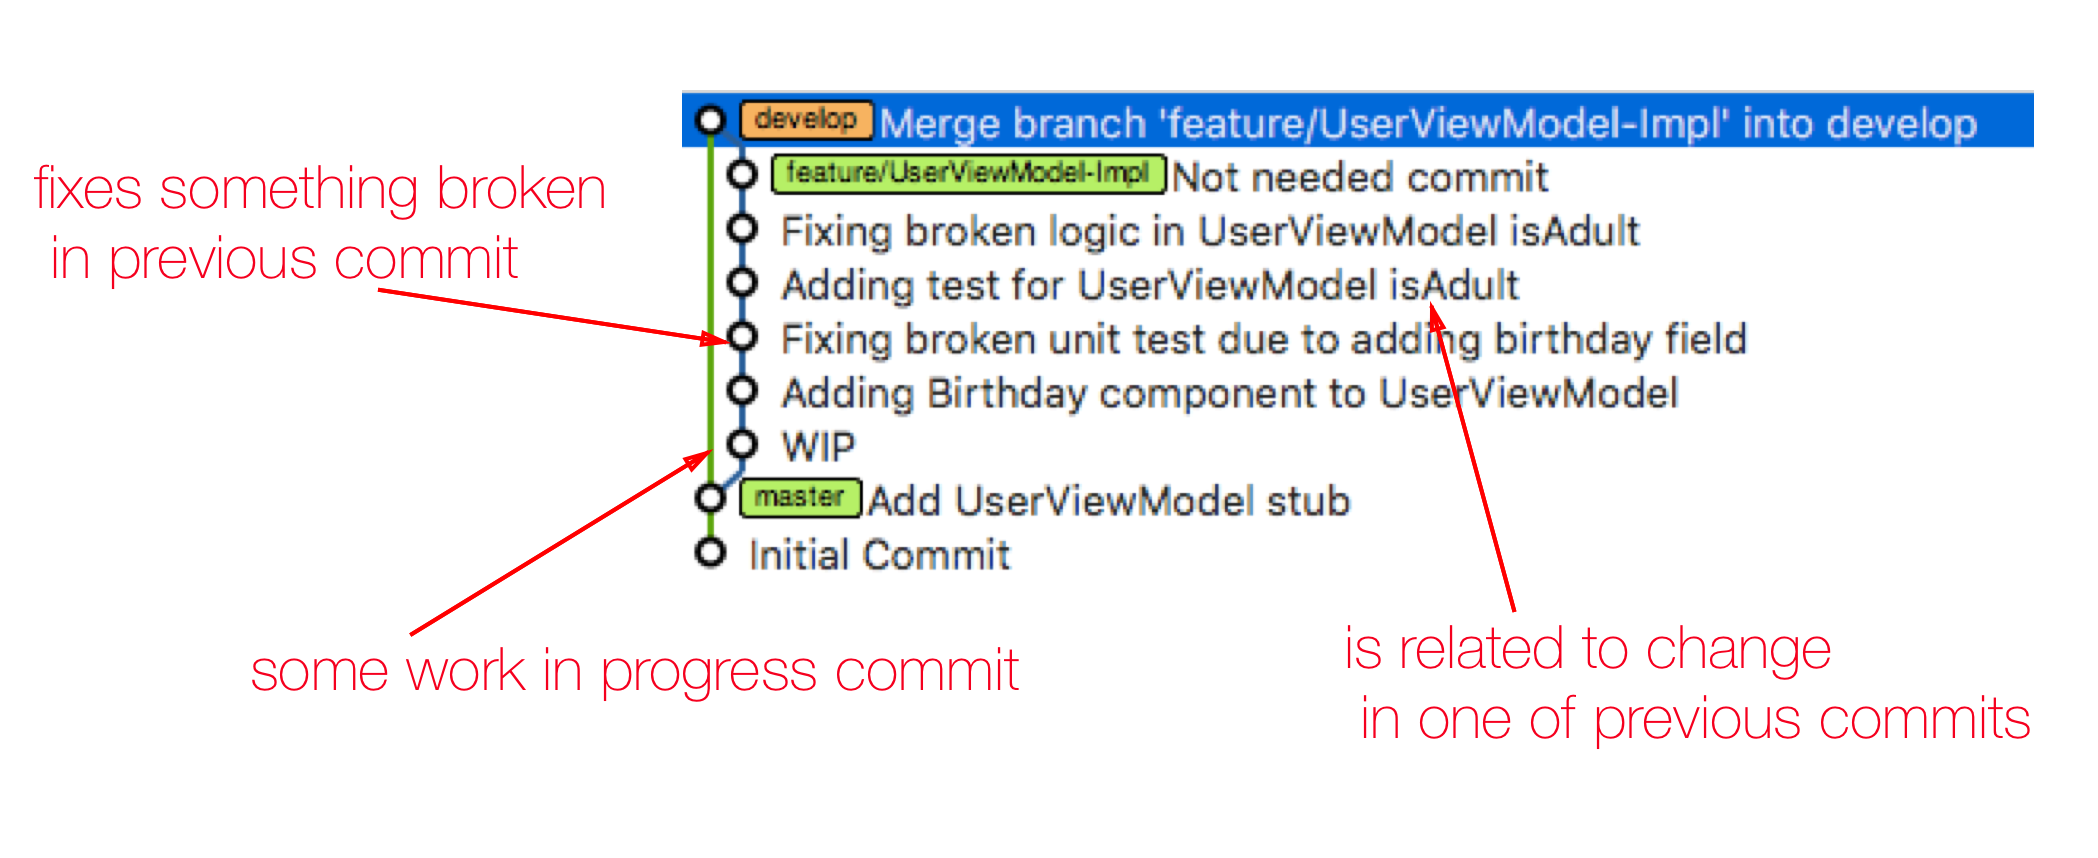 develop Merge branch 'feature/UserViewModel-Impl' into develop
feature/UserViewModel-Impl Not needed commit
Fixing broken logic in UserViewModel isAdult
Adding test for UserViewModel isAdult
Fixing broken unit test due to adding birthday field
Adding Birthday component to UserViewModel
WIP
master Add UserViewModel stub
Initial Commit
fixes something broken
in previous commit
some work in progress commit
is related to change
in one of previous commits